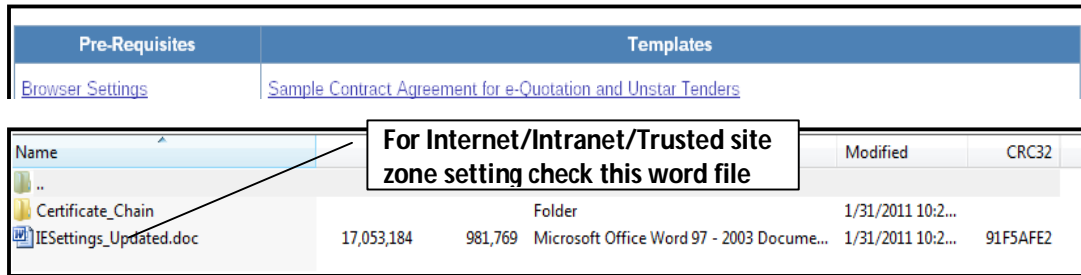 Pre-Requisites Templates
Browser Settings Sample Contract Agreement for e-Quotation and Unstar Tenders
For Internet/Intranet/Trusted site
zone setting check this word file
Name Modified CRC32
..
Certificate_Chain Folder 1/31/2011 10:2...
IESettings_Updated.doc 17,053,184 981,769 Microsoft Office Word 97 - 2003 Docume... 1/31/2011 10:2... 91F5AFE2